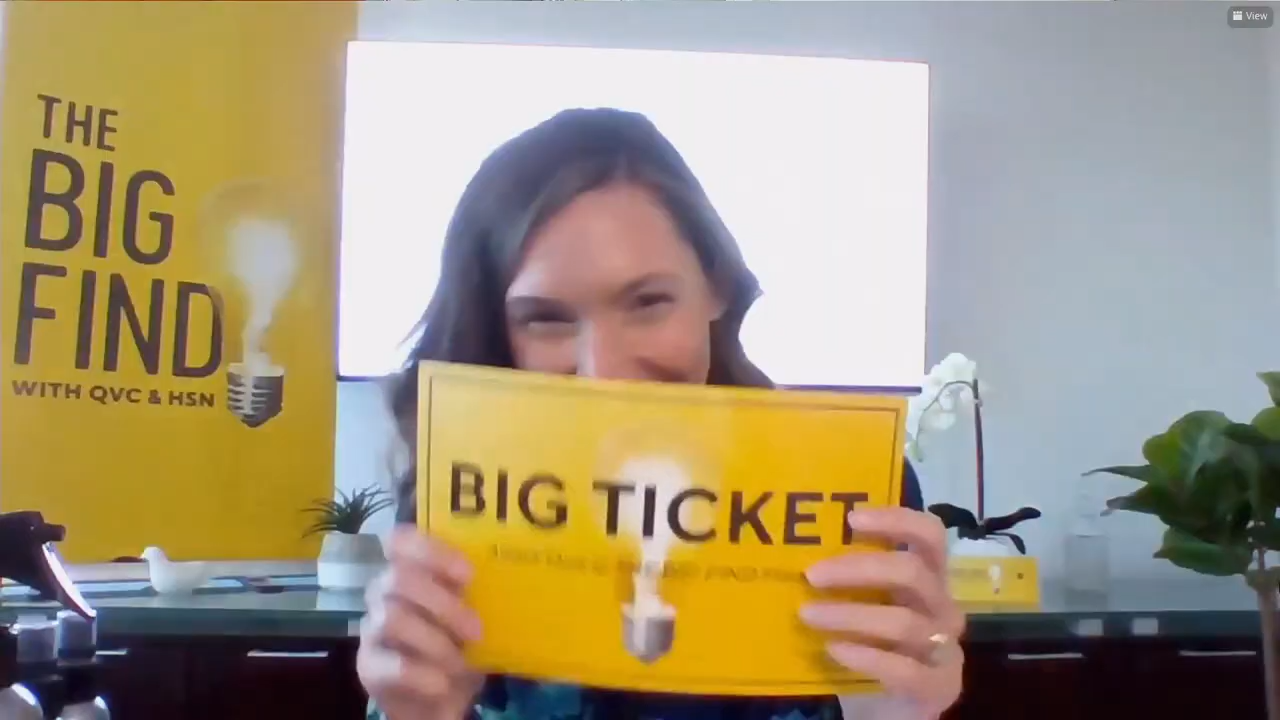 View
THE
BIG
FIND
WITH QVC & HSN
BIG TICKET